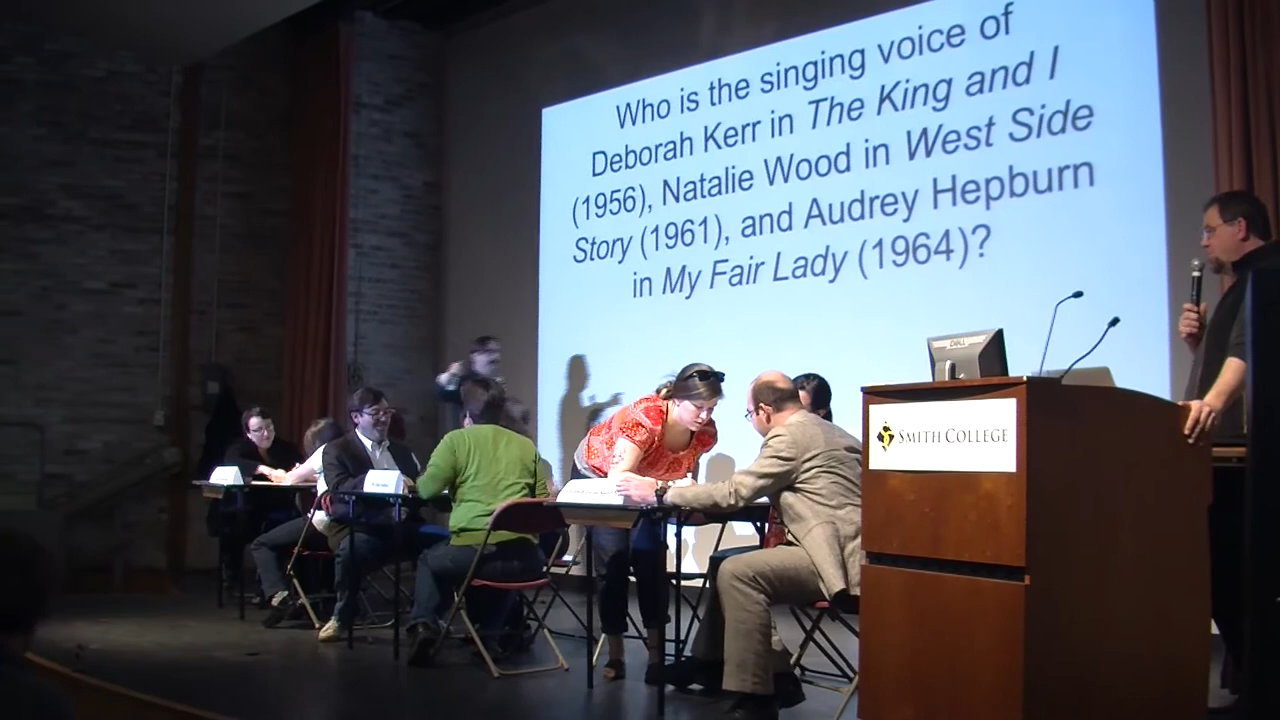 Who is the singing voice of
Deborah Kerr in The King and I
(1956), Natalie Wood in West Side
Story (1961), and Audrey Hepburn
in My Fair Lady (1964)?
DELL
SMITH COLLEGE